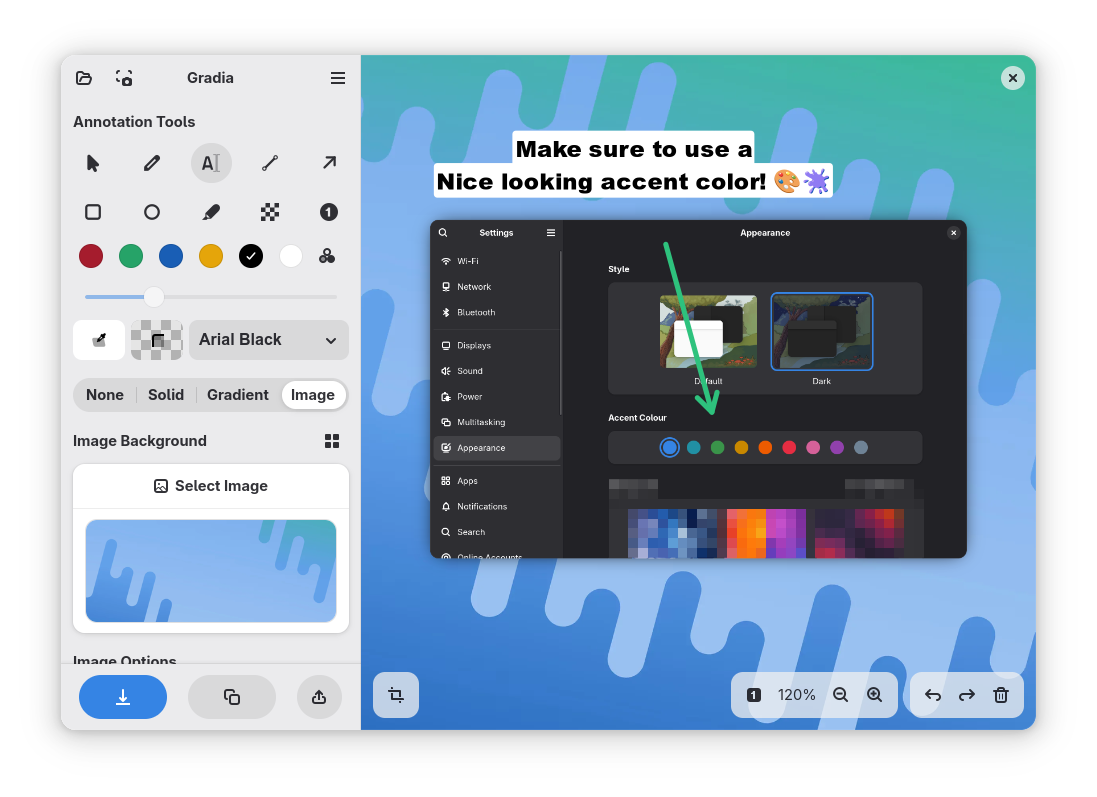 Gradia
Annotation Tools
A
1
Arial Black
None Solid Gradient Image
Image Background
Select Image
Image Options
Make sure to use a
Nice looking accent color! 🎨
Settings
Wi-Fi
Network
Bluetooth
Displays
Sound
Power
Multitasking
Appearance
Apps
Notifications
Search
Online Accounts
Appearance
Style
Default Dark
Accent Colour
1 120%